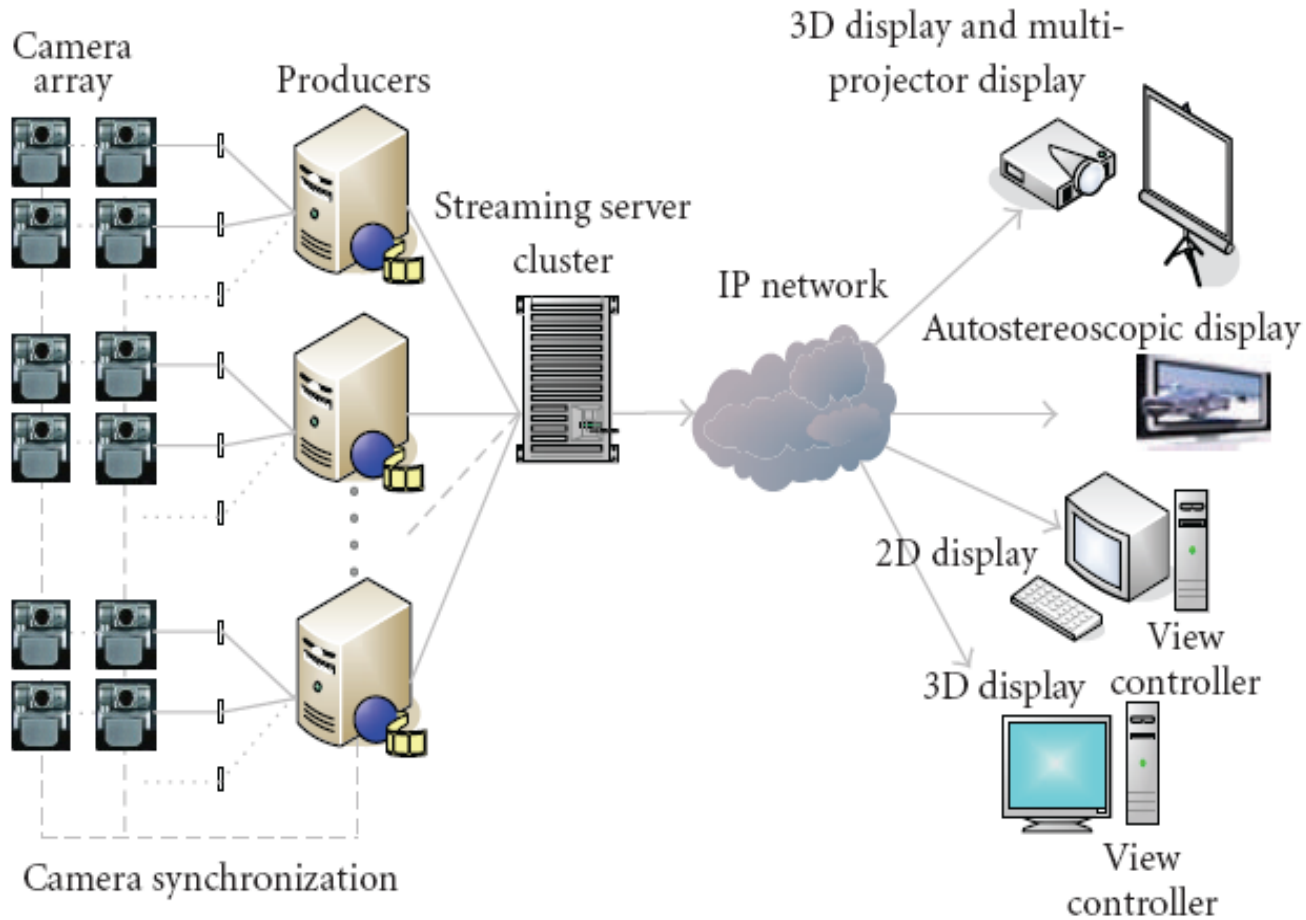 Camera
array
Producers
3D display and multi-
projector display
Streaming server
cluster
IP network
Autostereoscopic display
2D display
View
controller
3D display
View
controller
Camera synchronization